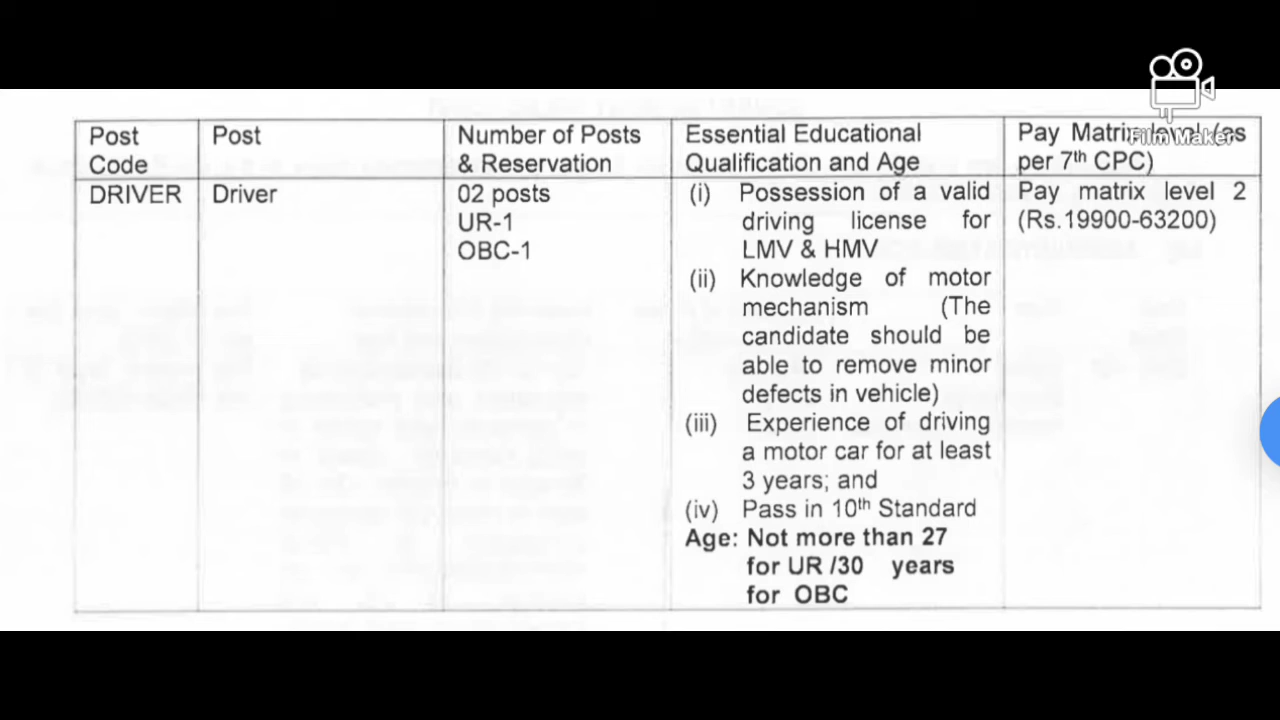 Film Maker
Post Code
Post
Number of Posts
& Reservation
Essential Educational
Qualification and Age
Pay Matrix level (as
per 7th CPC)
DRIVER
Driver
02 posts
UR-1
OBC-1
(i) Possession of a valid
driving license for
LMV & HMV
(ii) Knowledge of motor
mechanism (The
candidate should be
able to remove minor
defects in vehicle)
(iii) Experience of driving
a motor car for at least
3 years; and
(iv) Pass in 10th Standard
Age: Not more than 27
for UR /30 years
for OBC
Pay matrix level 2
(Rs.19900-63200)